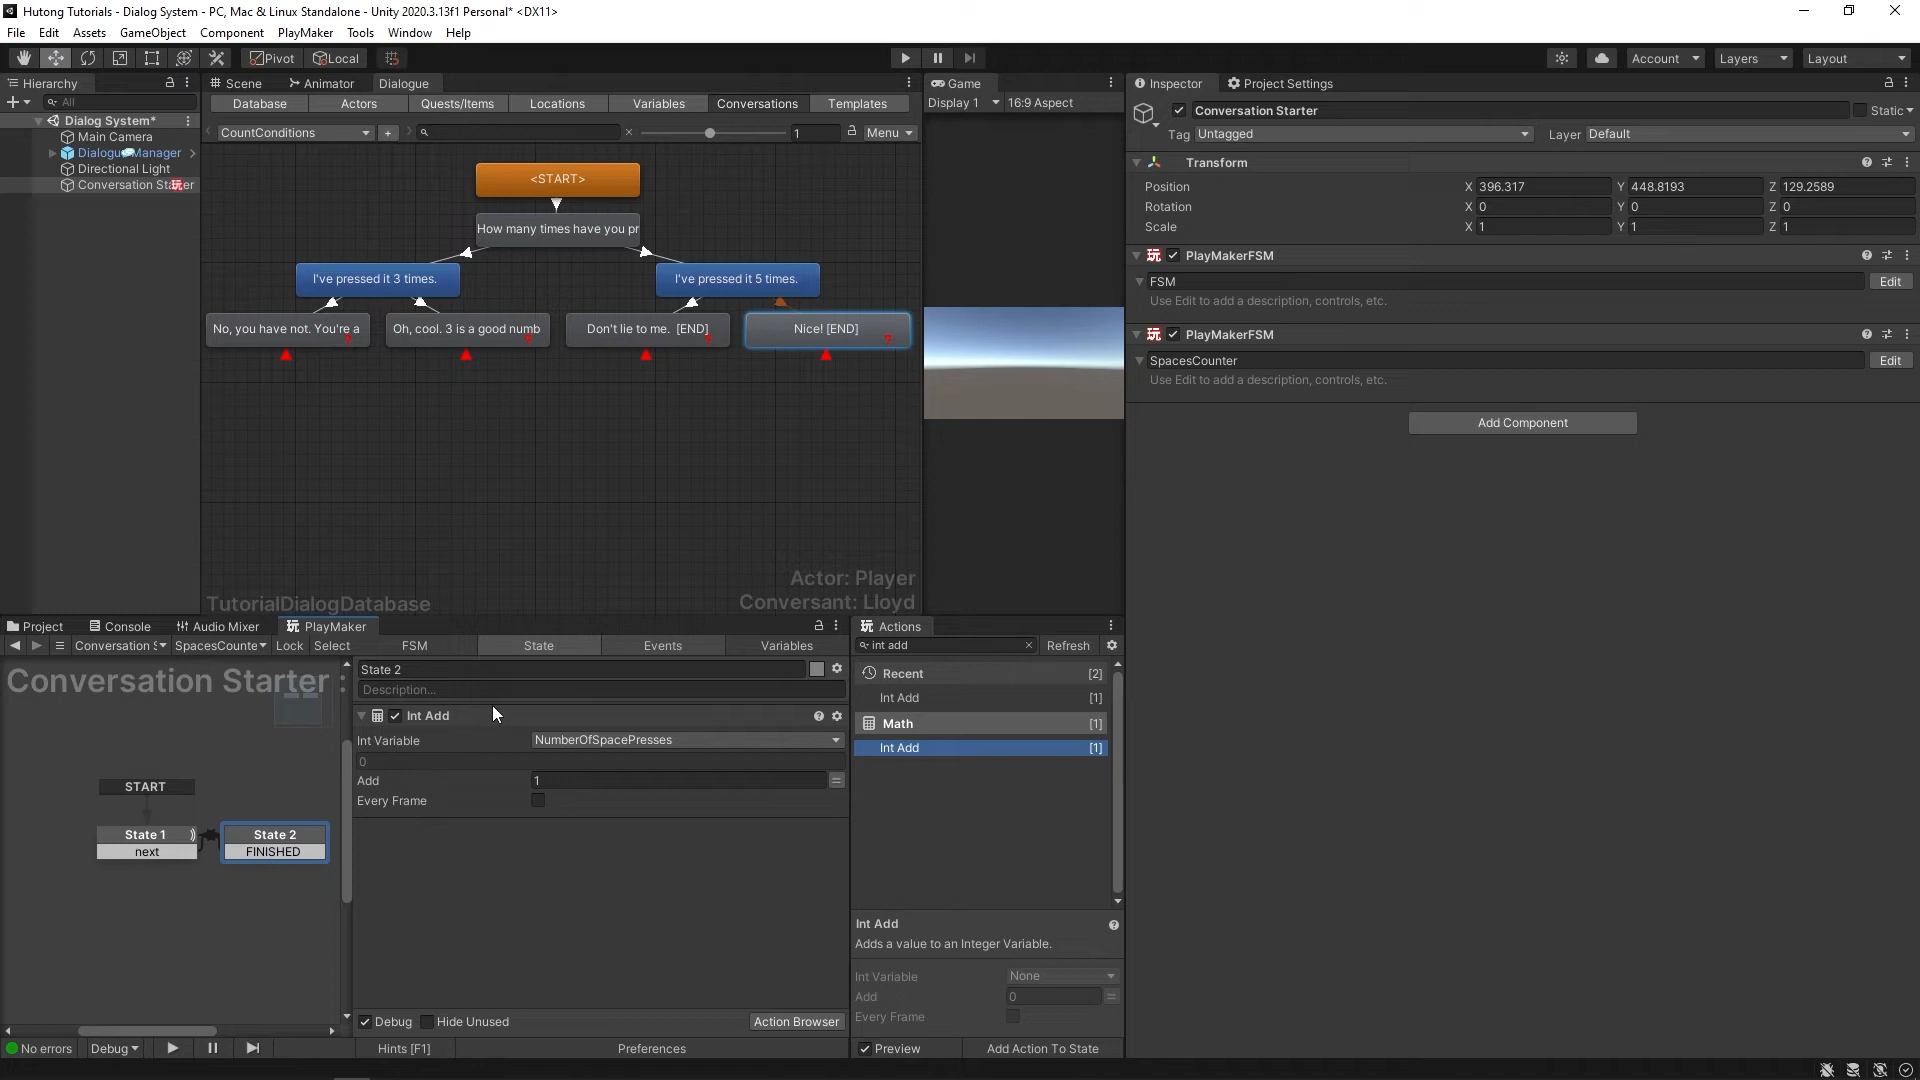 Hutong Tutorials - Dialog System - PC, Mac & Linux Standalone - Unity 2020.3.13f1 Personal* <DX11>
File Edit Assets GameObject Component PlayMaker Tools Window Help
Pivot Local Account Layers Layout
Hierarchy
All
Dialog System*
Main Camera
Directional Light
Scene Animator Dialogue
Database Actors Quests/Items Locations Variables Conversations Templates
CountConditions + 1 Menu
<START>
How many times have you pr
I've pressed it 3 times. I've pressed it 5 times.
No, you have not. You're a Oh, cool. 3 is a good numb Don't lie to me. [END] Nice! [END]
Actor: Player
Conversant: Lloyd
TutorialDialogDatabase
Game
Display 1 16:9 Aspect
Inspector Project Settings
Conversation Starter Static
Tag Untagged Layer Default
Transform
Position X 396.317 Y 448.8193 Z 129.2589
Rotation X 0 Y 0 Z 0
Scale X 1 Y 1 Z 1
PlayMakerFSM
FSM Edit
Use Edit to add a description, controls, etc.
PlayMakerFSM
SpacesCounter Edit
Use Edit to add a description, controls, etc.
Add Component
Project Console Audio Mixer PlayMaker
Conversation S SpacesCounte Lock Select FSM State Events Variables
Conversation Starter :
START
State 1
next
State 2
FINISHED
State 2
Description...
Int Add
Int Variable NumberOfSpacePresses
0
Add 1
Every Frame
Debug Hide Unused Action Browser
No errors Debug Hints [F1] Preferences
Actions
int add Refresh
Recent [2]
Int Add [1]
Math [1]
Int Add [1]
Int Add
Adds a value to an Integer Variable.
Int Variable None
Add 0
Every Frame
Preview Add Action To State